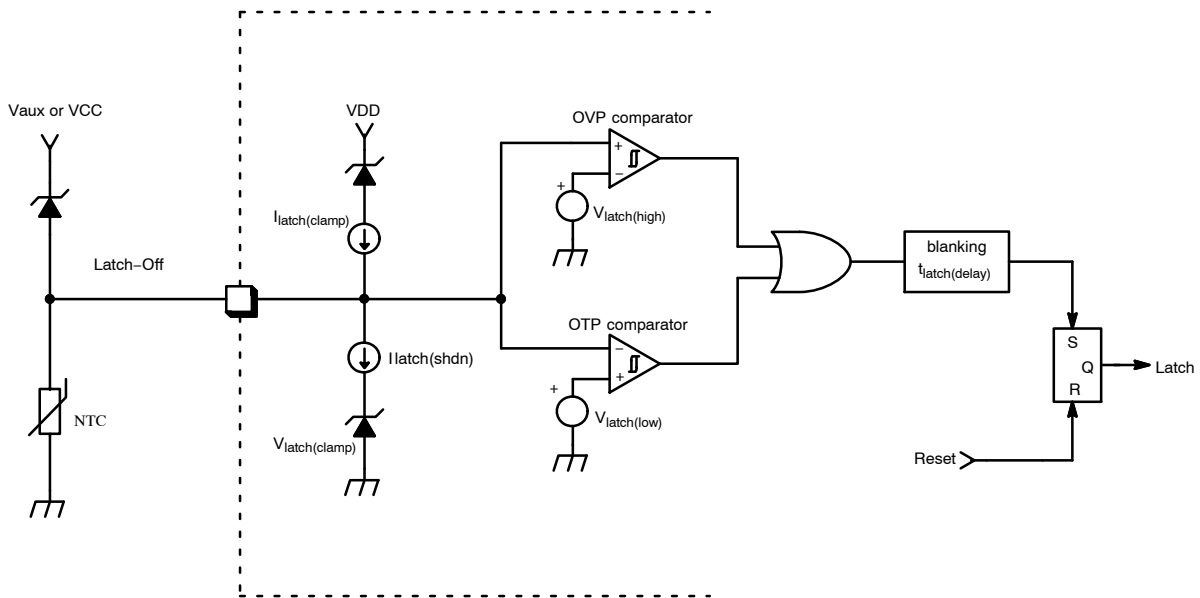 Vaux or VCC
VDD
OVP comparator
+
−
+
Ilatch(clamp)
Vlatch(high)
Latch−Off
blanking
tlatch(delay)
OTP comparator
−
+
+
Ilatch(shdn)
S
Q
R
Latch
NTC
Vlatch(low)
Vlatch(clamp)
Reset